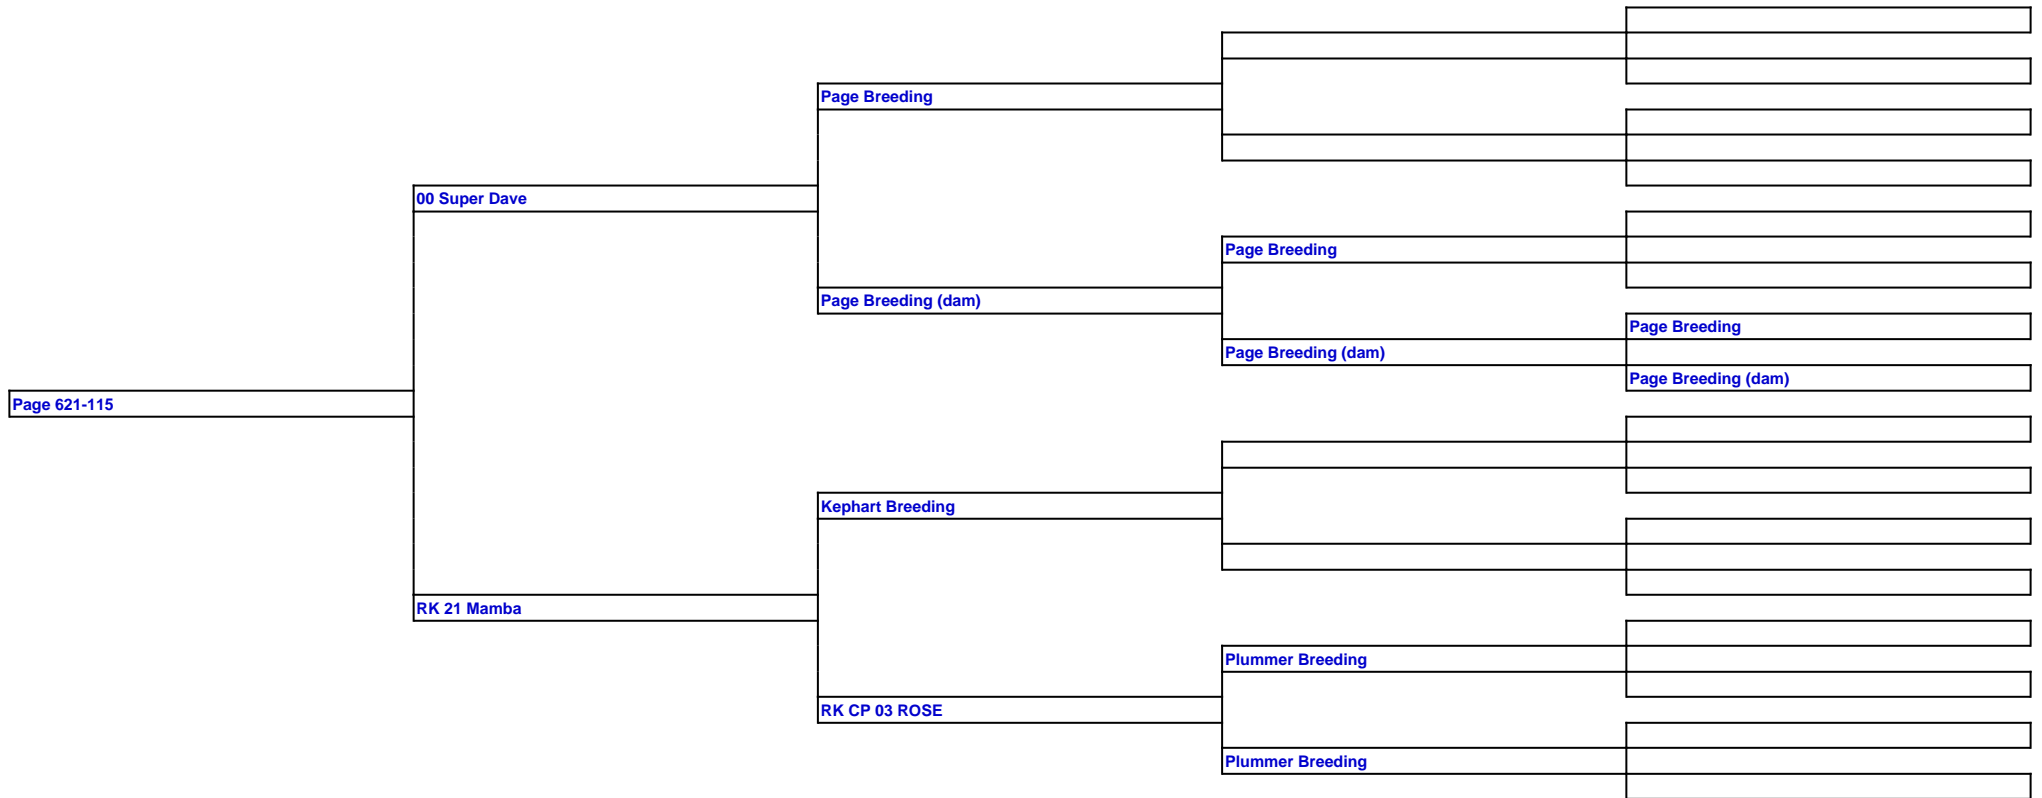 Page Breeding
00 Super Dave
Page Breeding
Page Breeding (dam)
Page Breeding
Page Breeding (dam)
Page Breeding (dam)
Page 621-115
Kephart Breeding
RK 21 Mamba
Plummer Breeding
RK CP 03 ROSE
Plummer Breeding